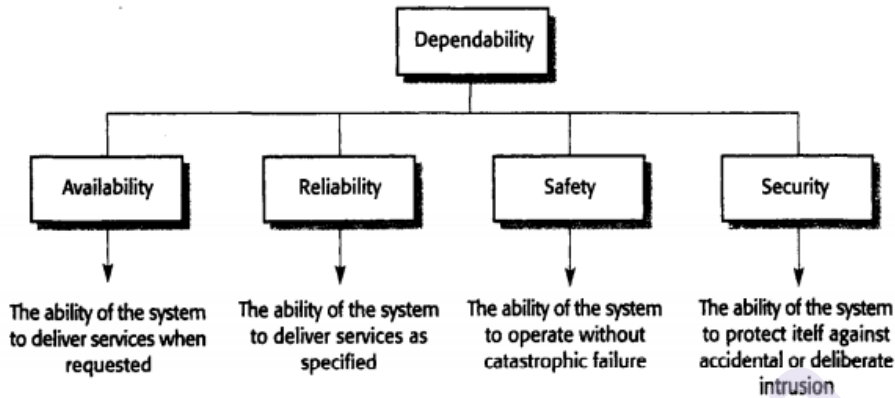 Dependability
Availability
Reliability
Safety
Security
The ability of the system
to deliver services when
requested
The ability of the system
to deliver services as
specified
The ability of the system
to operate without
catastrophic failure
The ability of the system
to protect itelf against
accidental or deliberate
intrusion